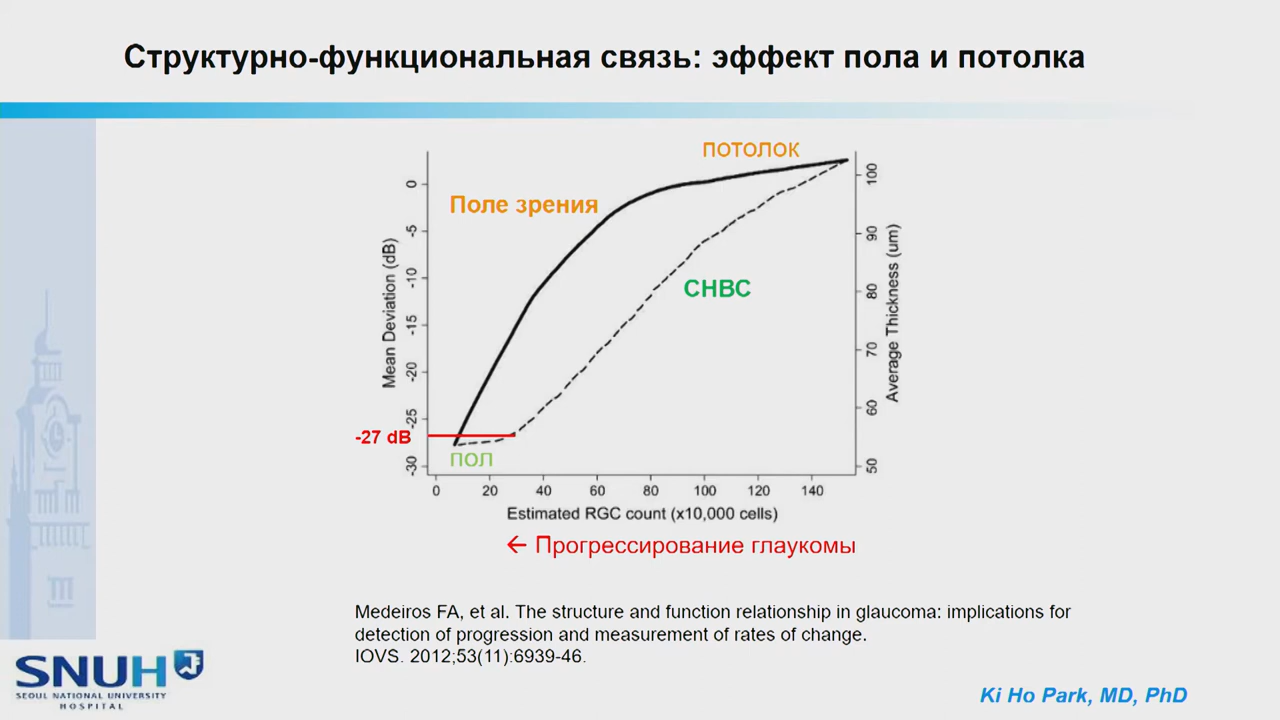 Структурно-функциональная связь: эффект пола и потолка
ПОТОЛОК
Поле зрения
СНВС
-27 dB
ПОЛ
Mean Deviation (dB)
0
-5
-10
-15
-20
-25
-30
Average Thickness (um)
100
90
80
70
60
50
0 20 40 60 80 100 120 140
Estimated RGC count (x10,000 cells)
← Прогрессирование глаукомы
Medeiros FA, et al. The structure and function relationship in glaucoma: implications for
detection of progression and measurement of rates of change.
IOVS. 2012;53(11):6939-46.
SNUH
SEOUL NATIONAL UNIVERSITY
HOSPITAL
Ki Ho Park, MD, PhD